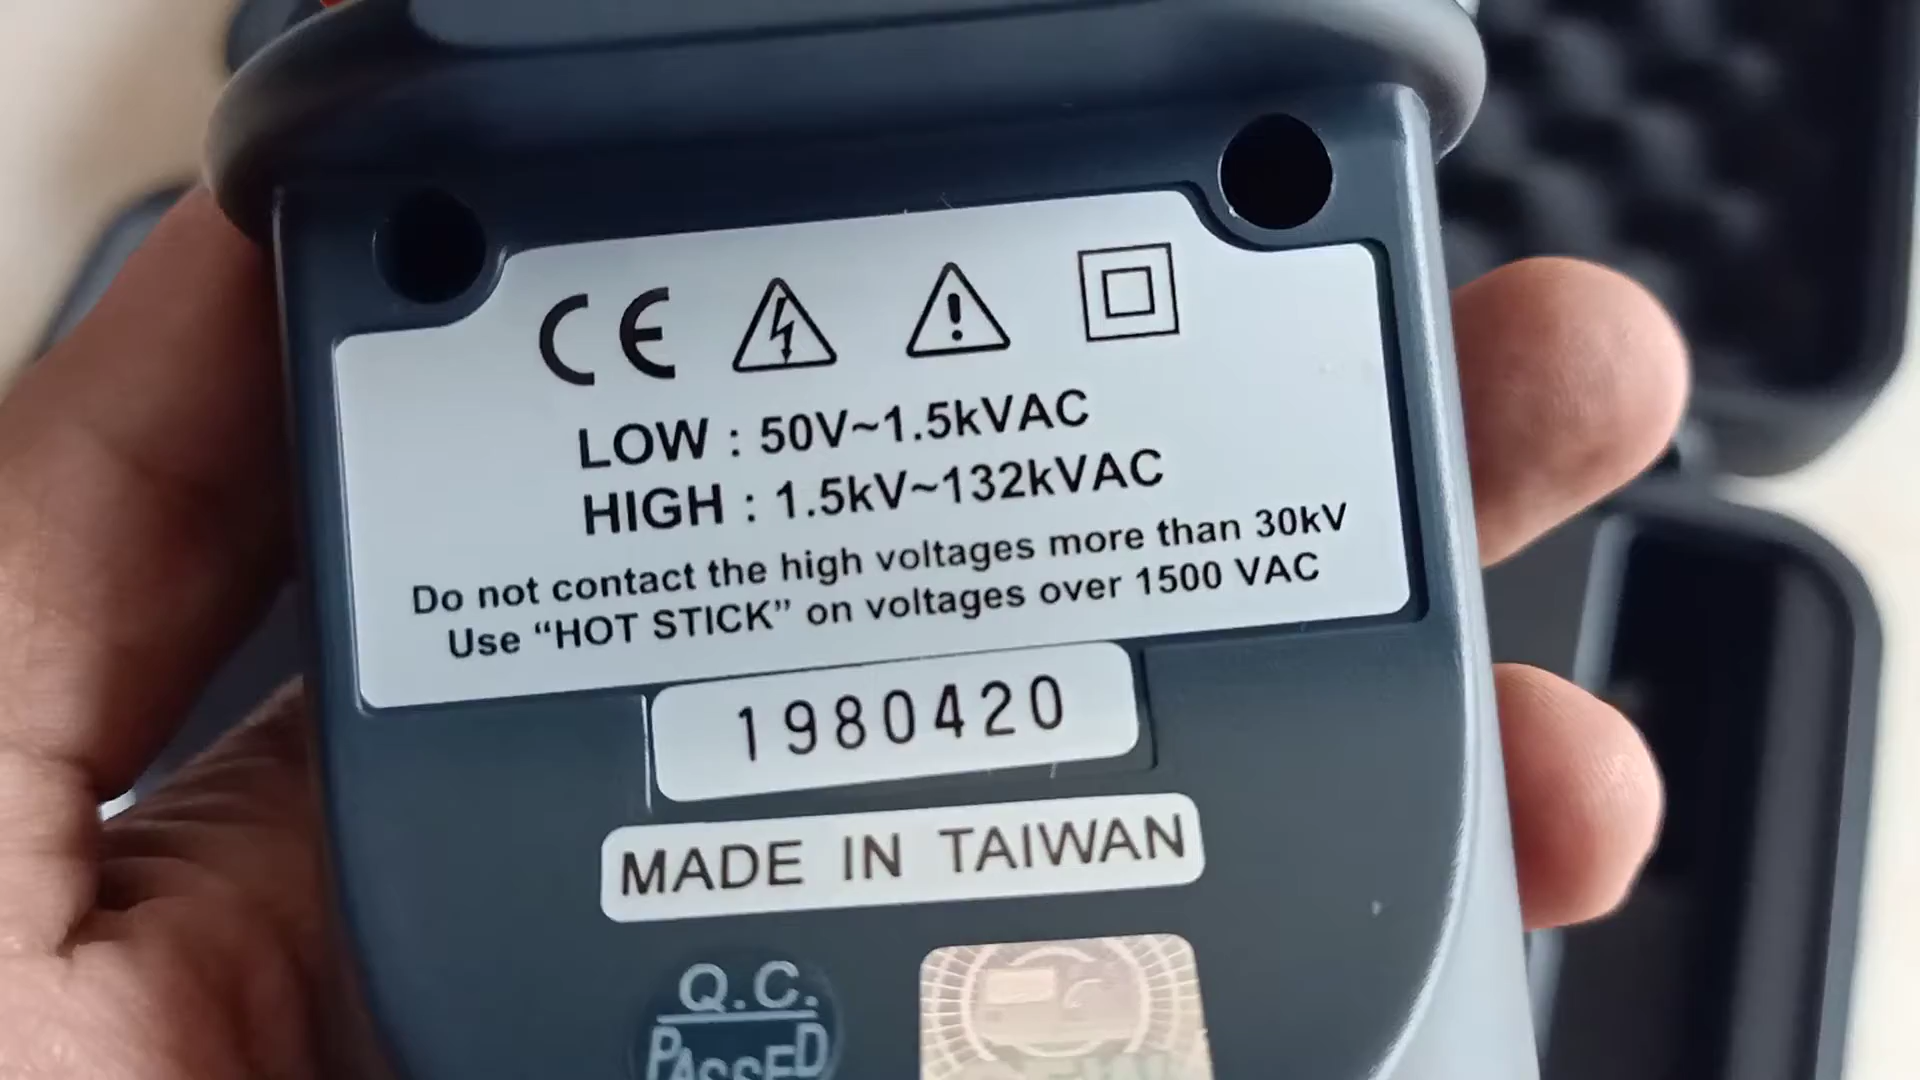 CE
LOW : 50V~1.5kVAC
HIGH : 1.5kV~132kVAC
Do not contact the high voltages more than 30kV
Use “HOT STICK” on voltages over 1500 VAC
1980420
MADE IN TAIWAN
Q.C.
PASSED